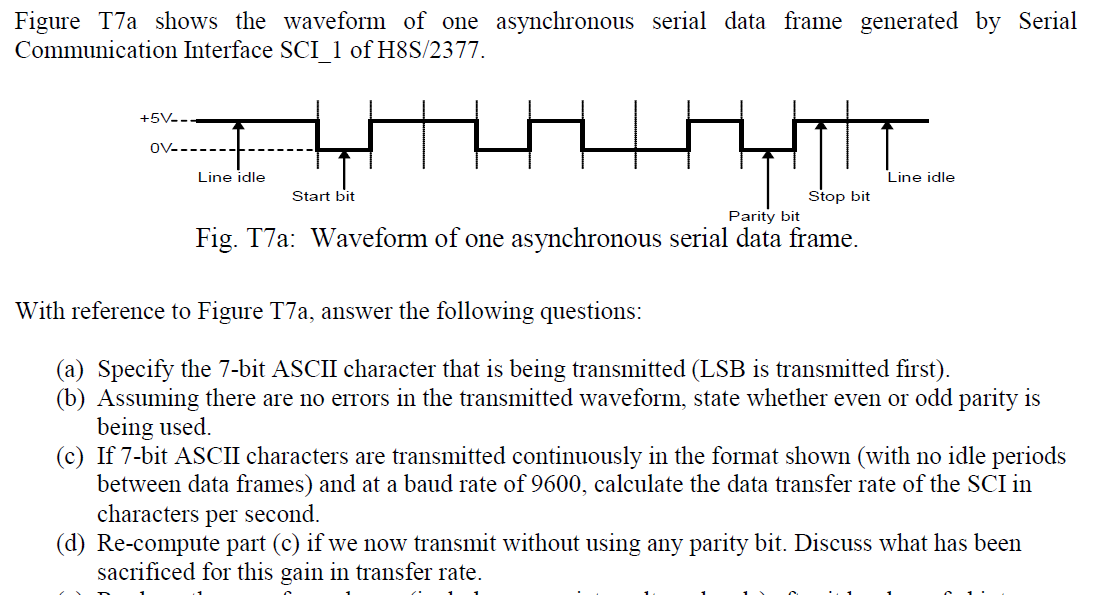 Figure T7a shows the waveform of one asynchronous serial data frame generated by Serial
Communication Interface SCI_1 of H8S/2377.
+5V
0V
Line idle
Line idle
Start bit
Stop bit
Parity bit
Fig. T7a: Waveform of one asynchronous serial data frame.
With reference to Figure T7a, answer the following questions:
(a) Specify the 7-bit ASCII character that is being transmitted (LSB is transmitted first).
(b) Assuming there are no errors in the transmitted waveform, state whether even or odd parity is
being used.
(c) If 7-bit ASCII characters are transmitted continuously in the format shown (with no idle periods
between data frames) and at a baud rate of 9600, calculate the data transfer rate of the SCI in
characters per second.
(d) Re-compute part (c) if we now transmit without using any parity bit. Discuss what has been
sacrificed for this gain in transfer rate.